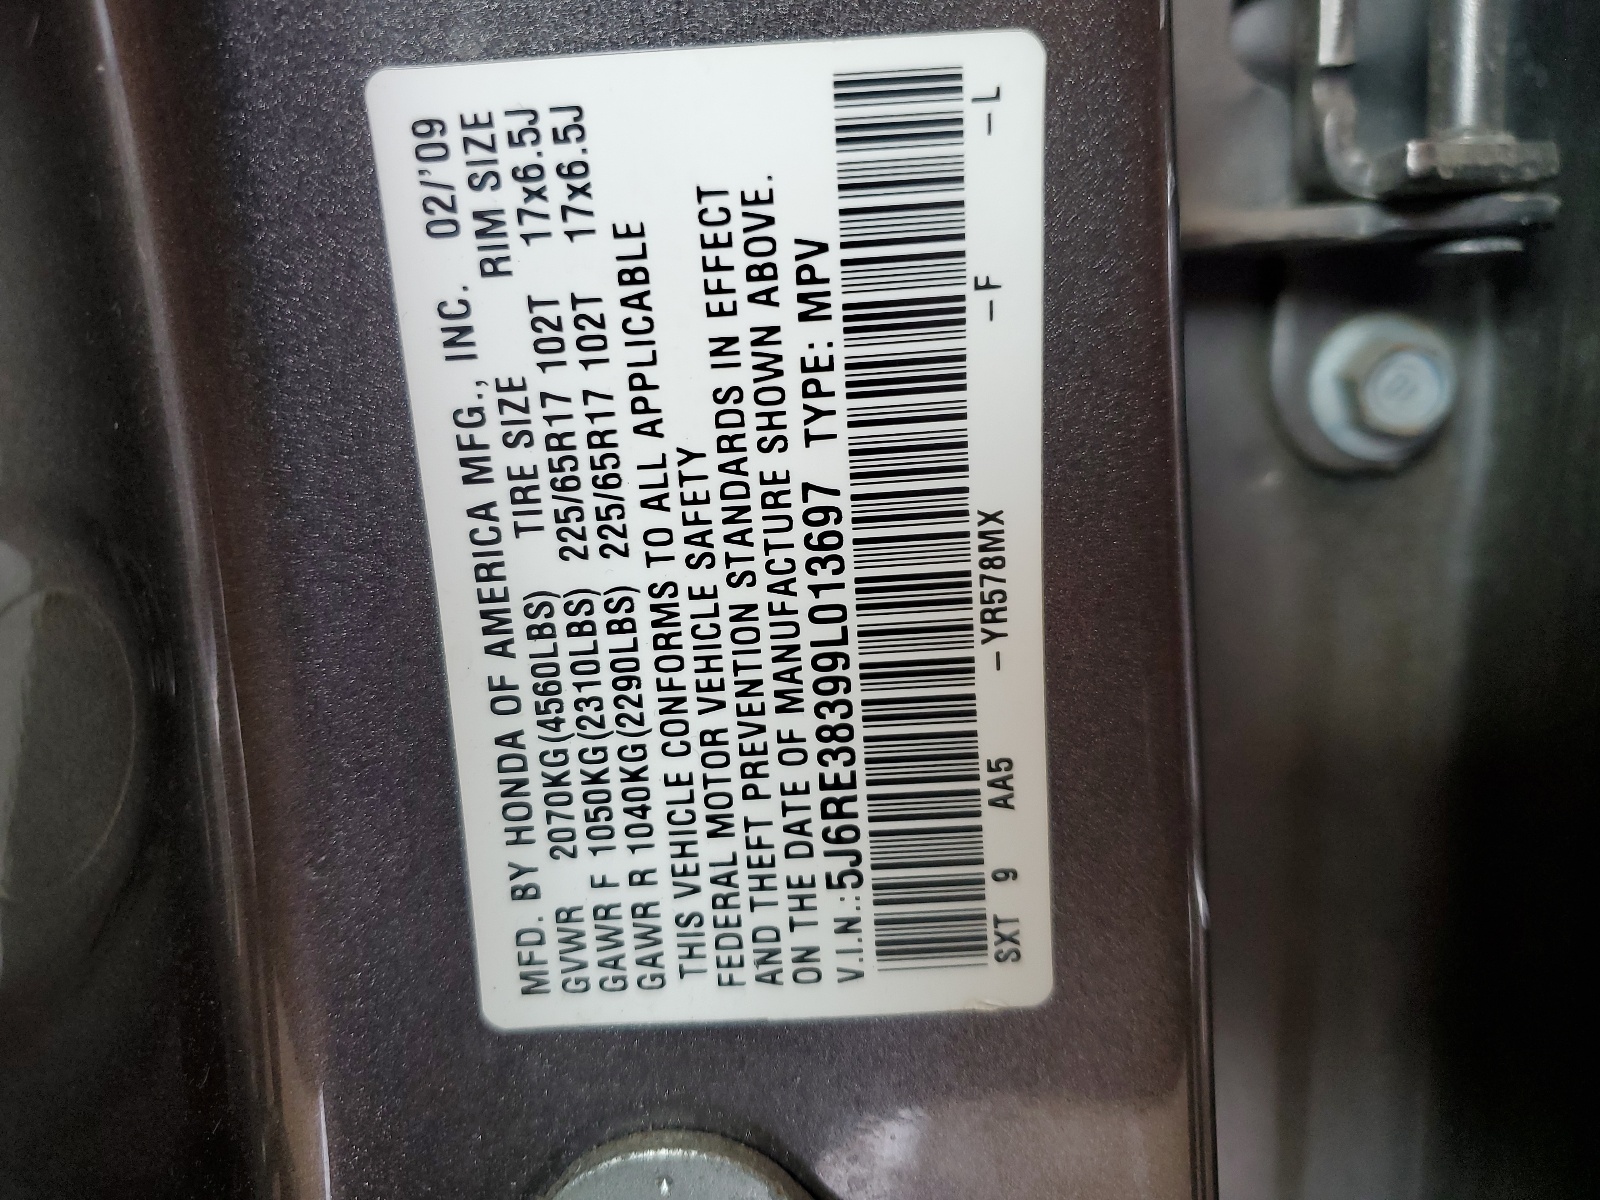 MFD. BY HONDA OF AMERICA MFG., INC. 02/'09
TIRE SIZE RIM SIZE
GVWR 2070KG(4560LBS)
GAWR F 1050KG(2310LBS) 225/65R17 102T 17x6.5J
GAWR R 1040KG(2290LBS) 225/65R17 102T 17x6.5J
THIS VEHICLE CONFORMS TO ALL APPLICABLE
FEDERAL MOTOR VEHICLE SAFETY
AND THEFT PREVENTION STANDARDS IN EFFECT
ON THE DATE OF MANUFACTURE SHOWN ABOVE.
V.I.N.:5J6RE38399L013697 TYPE: MPV
SXT 9 AA5 -YR578MX -F -L